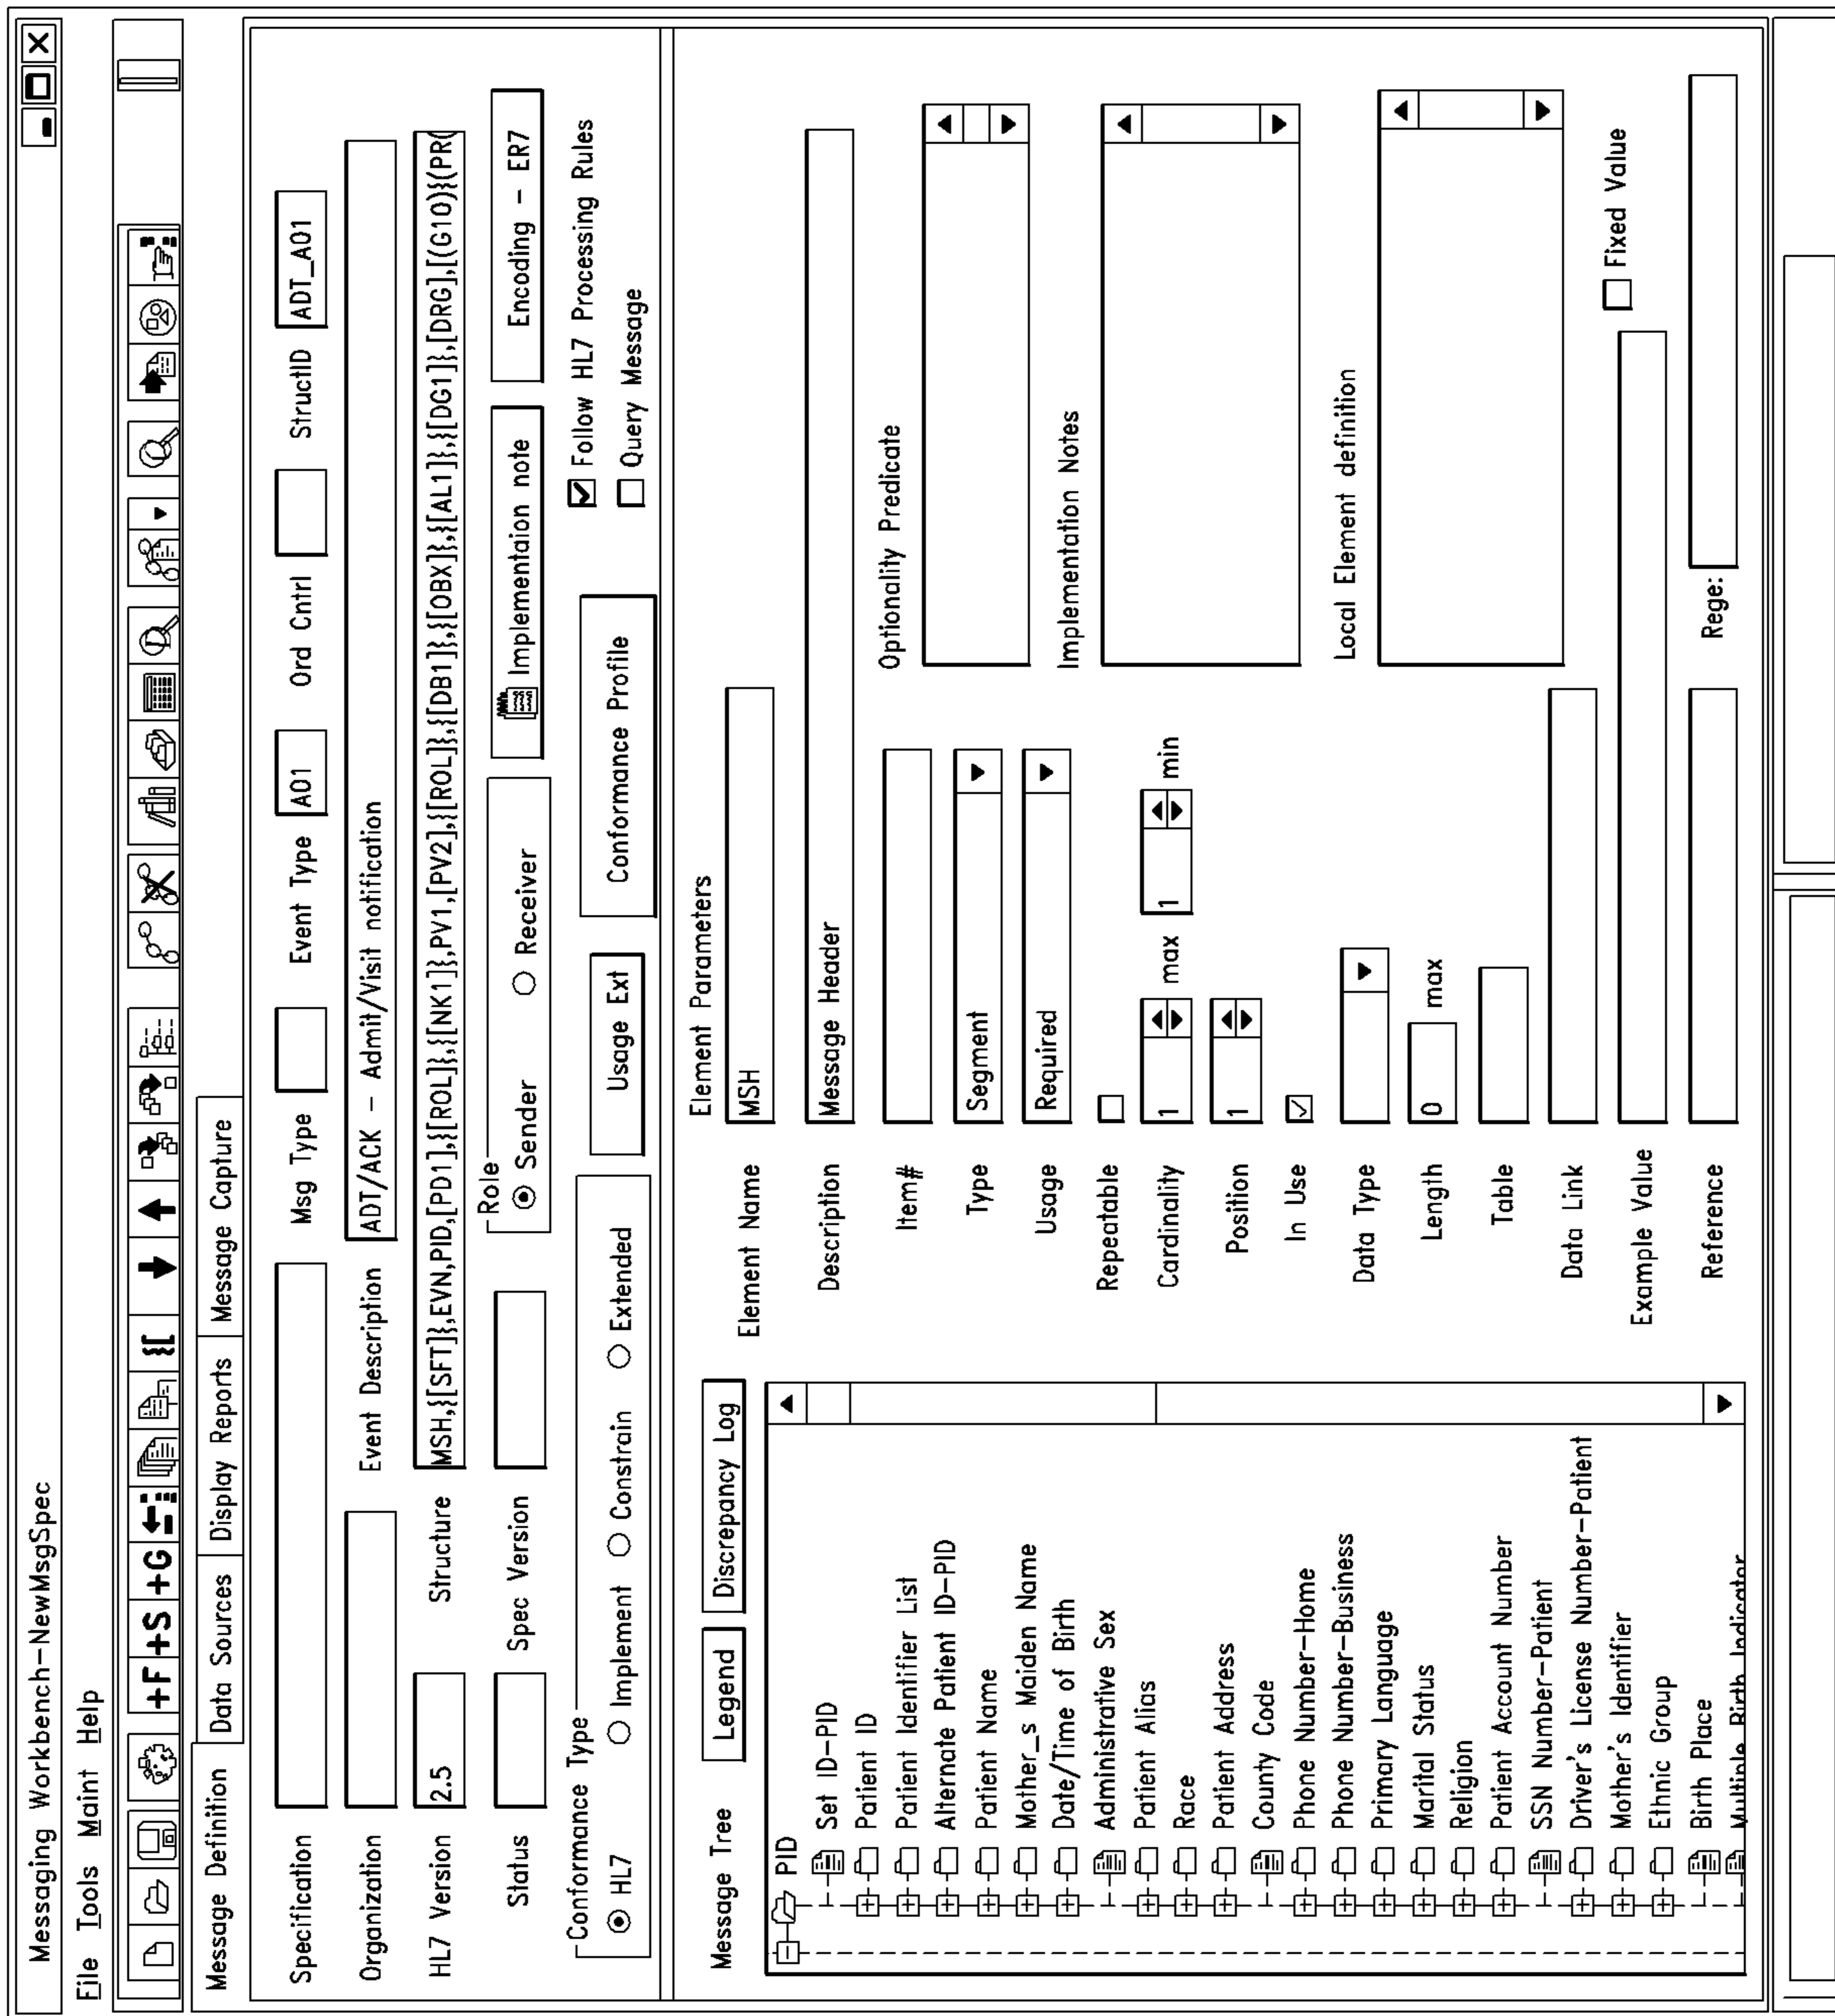 Messaging Workbench-NewMsgSpec
File Tools Maint Help
+F +S +G {[
Message Definition Data Sources Display Reports Message Capture
Specification Msg Type Event Type A01 Ord Cntrl StructID ADT_A01
Organization Event Description ADT/ACK - Admit/Visit notification
HL7 Version 2.5 Structure MSH,{[SFT]},EVN,PID,[PD1],{[ROL]},{[NK1]},PV1,[PV2],{[ROL]},{[DB1]},{[OBX]},{[AL1]},{[DG1]},[DRG],[(G10)}{(PR(
Status Spec Version Role Sender Receiver Implementaion note Encoding - ER7
Conformance Type
HL7 Implement Constrain Extended Usage Ext Conformance Profile
Follow HL7 Processing Rules
Query Message
Message Tree Legend Discrepancy Log
PID
Set ID-PID
Patient ID
Patient Identifier List
Alternate Patient ID-PID
Patient Name
Mother_s Maiden Name
Date/Time of Birth
Administrative Sex
Patient Alias
Race
Patient Address
County Code
Phone Number-Home
Phone Number-Business
Primary Language
Marital Status
Religion
Patient Account Number
SSN Number-Patient
Driver's License Number-Patient
Mother's Identifier
Ethnic Group
Birth Place
Multiple Birth Indicator
Element Parameters
Element Name MSH
Description Message Header
Item#
Type Segment
Usage Required
Repeatable
Cardinality 1 max 1 min
Position 1
In Use
Data Type
Length 0 max
Table
Data Link
Example Value Fixed Value
Reference Rege:
Optionality Predicate
Implementation Notes
Local Element definition